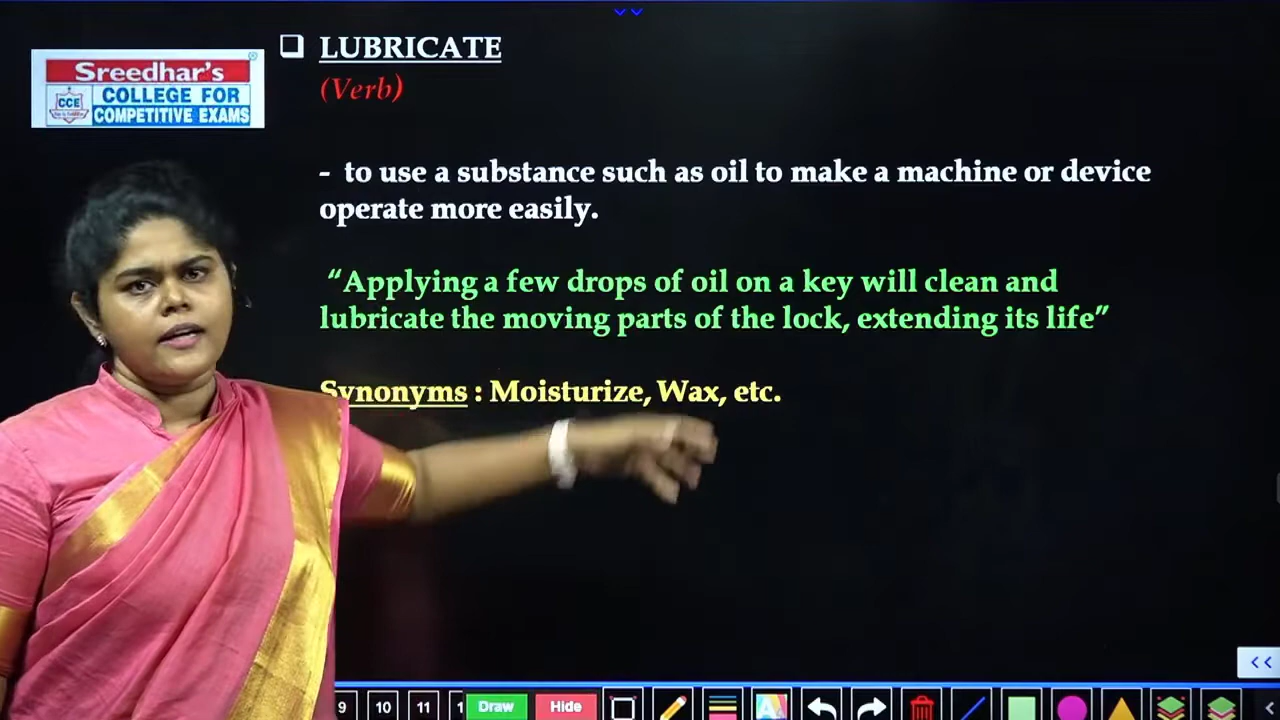 LUBRICATE
(Verb)
Sreedhar's
CCE
COLLEGE FOR
COMPETITIVE EXAMS
- to use a substance such as oil to make a machine or device
operate more easily.
"Applying a few drops of oil on a key will clean and
lubricate the moving parts of the lock, extending its life"
Synonyms : Moisturize, Wax, etc.
9 10 11 1 Draw Hide